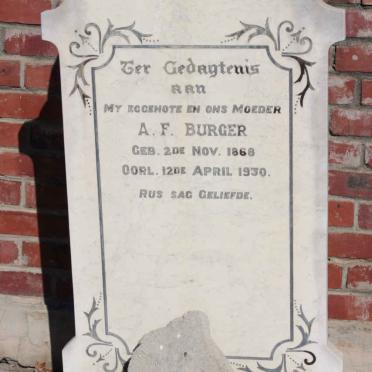 Ter Gedagtenis
aan
MY EGGENOTE EN ONS MOEDER
A. F. BURGER
GEB. 2DE NOV. 1868
OORL. 12DE APRIL 1930.
RUS SAG GELIEFDE.